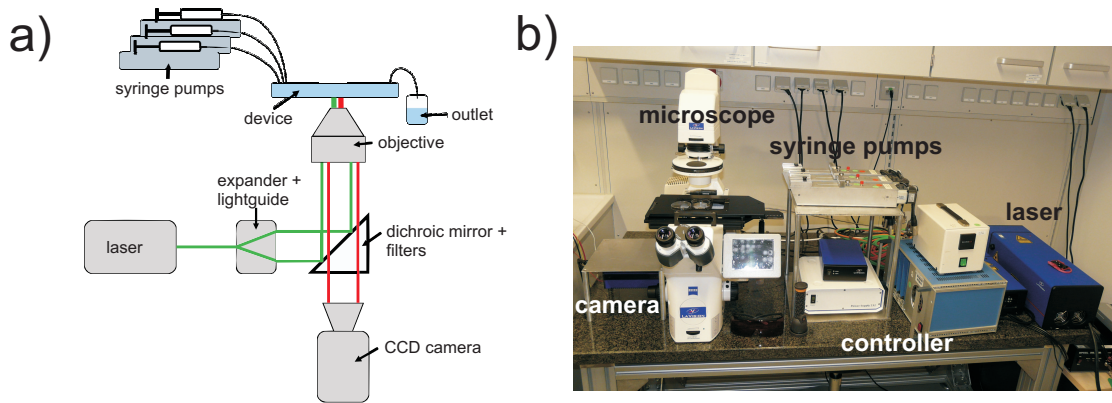 a)
syringe pumps
device
outlet
objective
expander +
lightguide
laser
dichroic mirror +
filters
CCD camera
b)
microscope
syringe pumps
laser
camera
controller